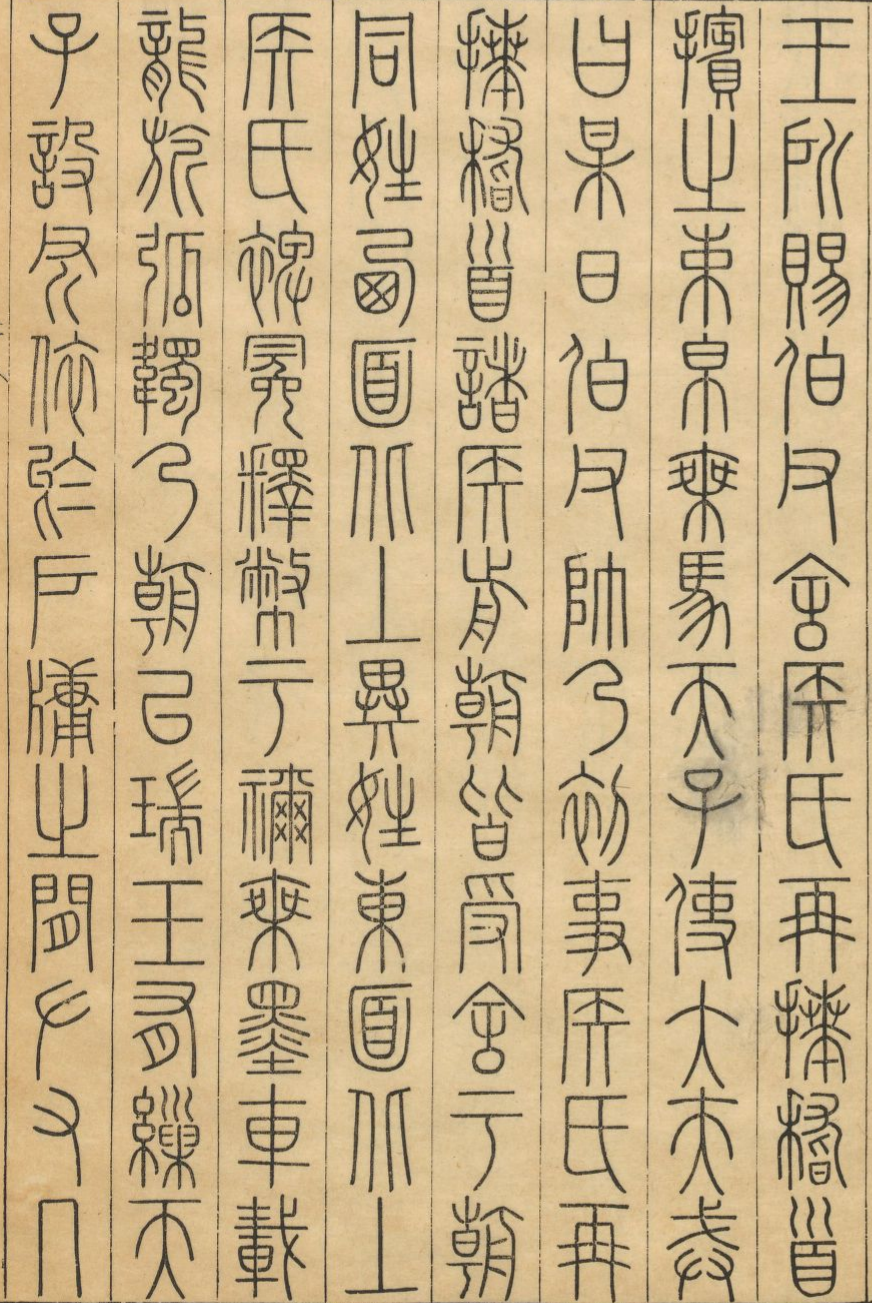 王所賜伯父舍侯氏再拜稽首
擯之束帛乘馬天子使大夫戒
曰某日伯父帥乃初事侯氏再
拜稽首諸侯前朝皆受舍于朝
同姓西面北上異姓東面北上
侯氏裨冕釋幣于禰乘墨車載
龍旂弧韣乃朝以瑞玉有繅天
子設斧依於戶牖之間左右几